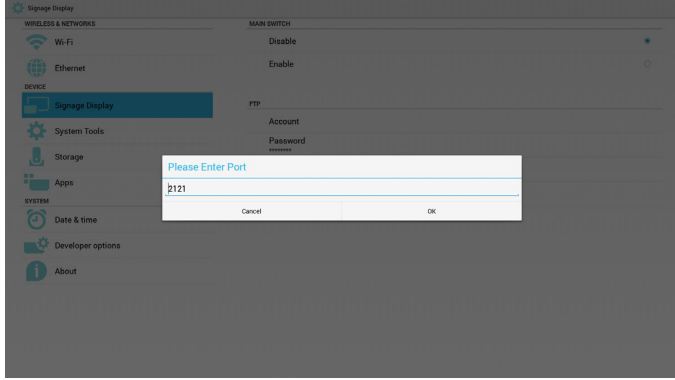 Signage Display
WIRELESS & NETWORKS
Wi-Fi
Ethernet
DEVICE
Signage Display
System Tools
Storage
Apps
SYSTEM
Date & time
Developer options
About
MAIN SWITCH
Disable
Enable
FTP
Account
Password
********
Please Enter Port
2121
Cancel
OK